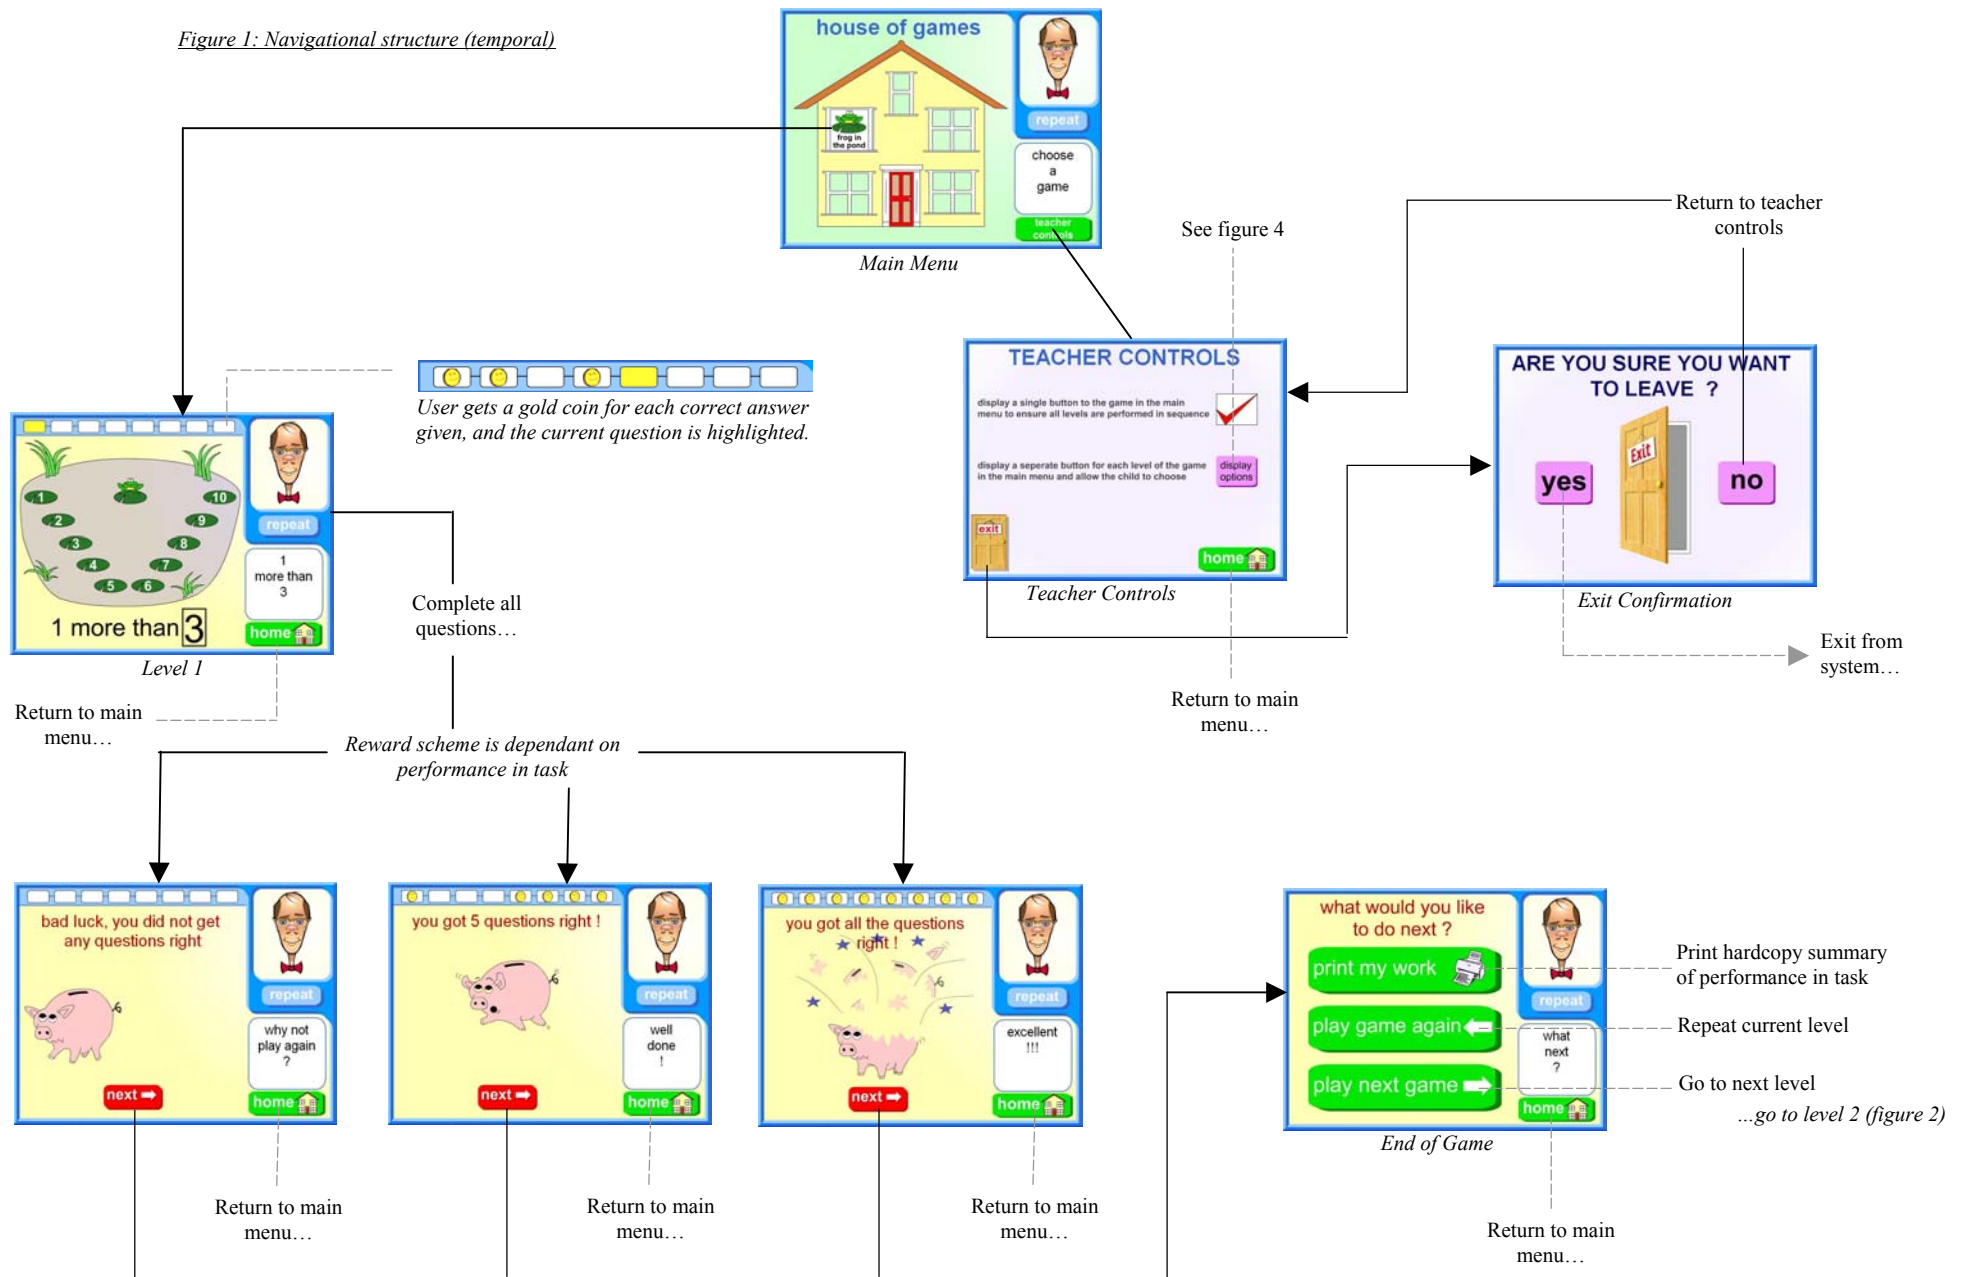 Figure 1: Navigational structure (temporal)
house of games
frog in
the pond
repeat
choose
a
game
teacher
controls
Main Menu
See figure 4
Return to teacher
controls
TEACHER CONTROLS
display a single button to the game in the main
menu to ensure all levels are performed in sequence
display a seperate button for each level of the game
in the main menu and allow the child to choose
display
options
exit
home
Teacher Controls
Return to main
menu…
ARE YOU SURE YOU WANT
TO LEAVE ?
yes
Exit
no
Exit Confirmation
Exit from
system…
User gets a gold coin for each correct answer
given, and the current question is highlighted.
1
2
3
4
5
6
7
8
9
10
1 more than 3
repeat
1
more than
3
home
Level 1
Return to main
menu…
Complete all
questions…
Reward scheme is dependant on
performance in task
bad luck, you did not get
any questions right
next
repeat
why not
play again
?
home
Return to main
menu…
you got 5 questions right !
next
repeat
well
done
!
home
Return to main
menu…
you got all the questions
right !
next
repeat
excellent
!!!
home
Return to main
menu…
what would you like
to do next ?
print my work
play game again
play next game
repeat
what
next
?
home
End of Game
Print hardcopy summary
of performance in task
Repeat current level
Go to next level
...go to level 2 (figure 2)
Return to main
menu…